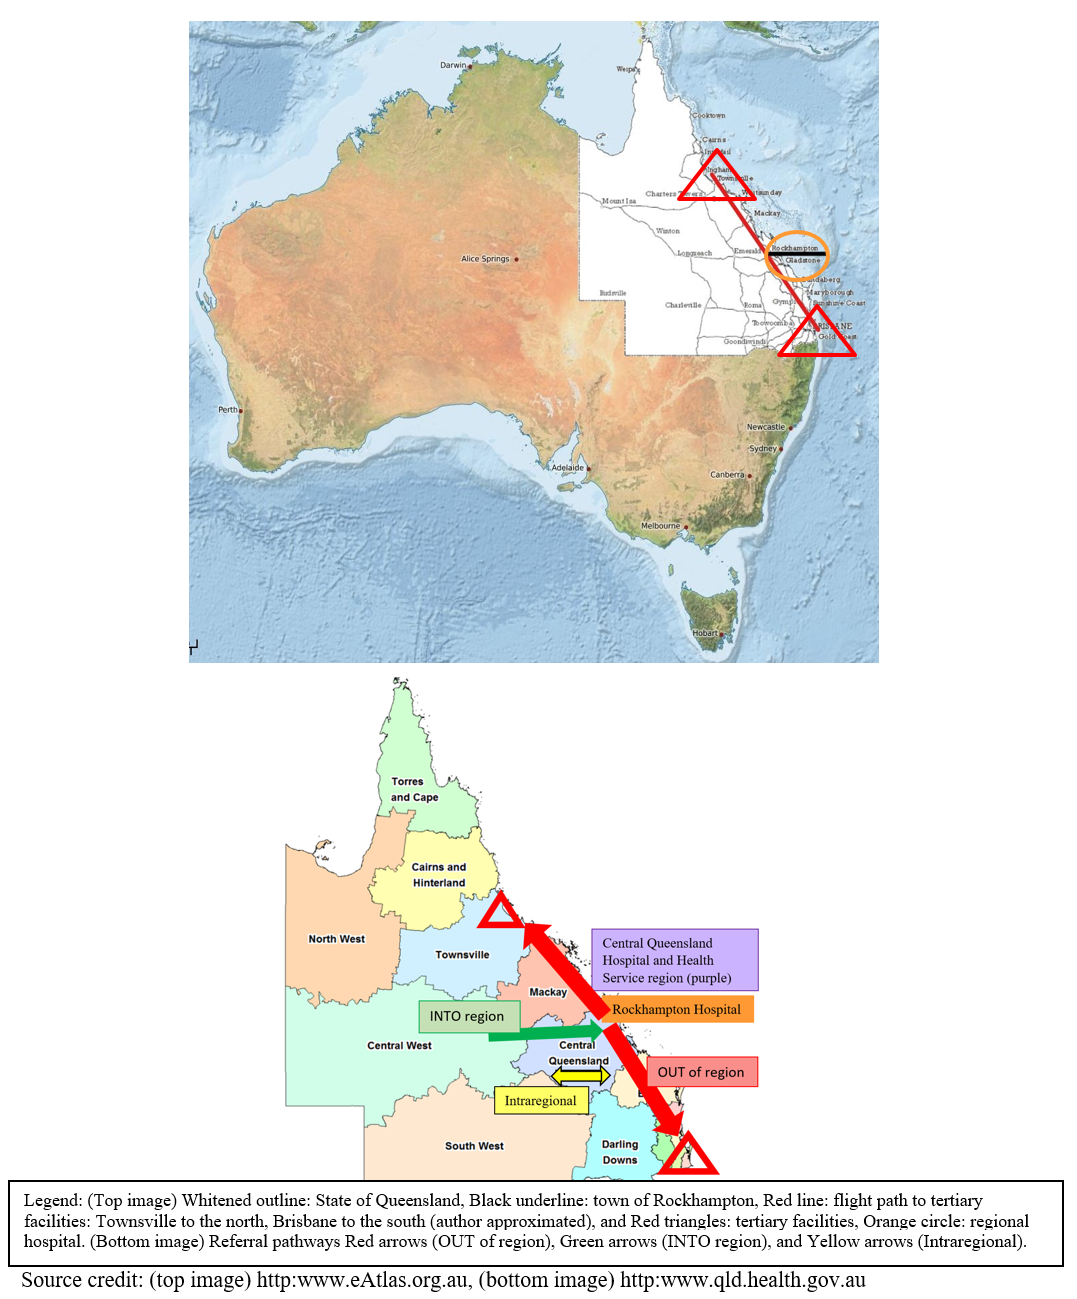 Darwin
Weipa
Cooktown
Cairns
Ingham
Townsville
Charters Towers
Whitsunday
Mount Isa
Mackay
Winton
Longreach
Emerald
Rockhampton
Gladstone
Alice Springs
Birdsville
Charleville
Roma
Gympie
Maryborough
Sunshine Coast
Toowoomba
BRISBANE
Gold Coast
Goondiwindi
Perth
Newcastle
Sydney
Adelaide
Canberra
Melbourne
Hobart
Torres
and Cape
Cairns and
Hinterland
North West
Townsville
Central Queensland
Hospital and Health
Service region (purple)
Mackay
Rockhampton Hospital
INTO region
Central West
Central
Queensland
OUT of region
Intraregional
South West
Darling
Downs
Legend: (Top image) Whitened outline: State of Queensland, Black underline: town of Rockhampton, Red line: flight path to tertiary
facilities: Townsville to the north, Brisbane to the south (author approximated), and Red triangles: tertiary facilities, Orange circle: regional
hospital. (Bottom image) Referral pathways Red arrows (OUT of region), Green arrows (INTO region), and Yellow arrows (Intraregional).
Source credit: (top image) http:www.eAtlas.org.au, (bottom image) http:www.qld.health.gov.au